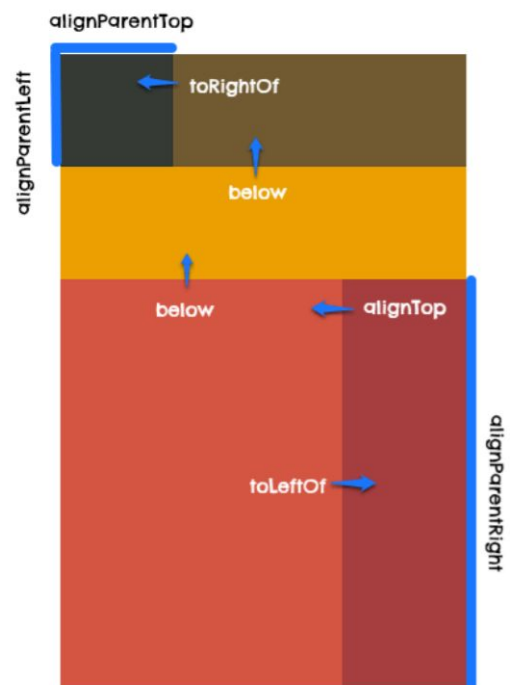 alignParentTop
alignParentLeft
toRightOf
below
below
alignTop
toLeftOf
alignParentRight